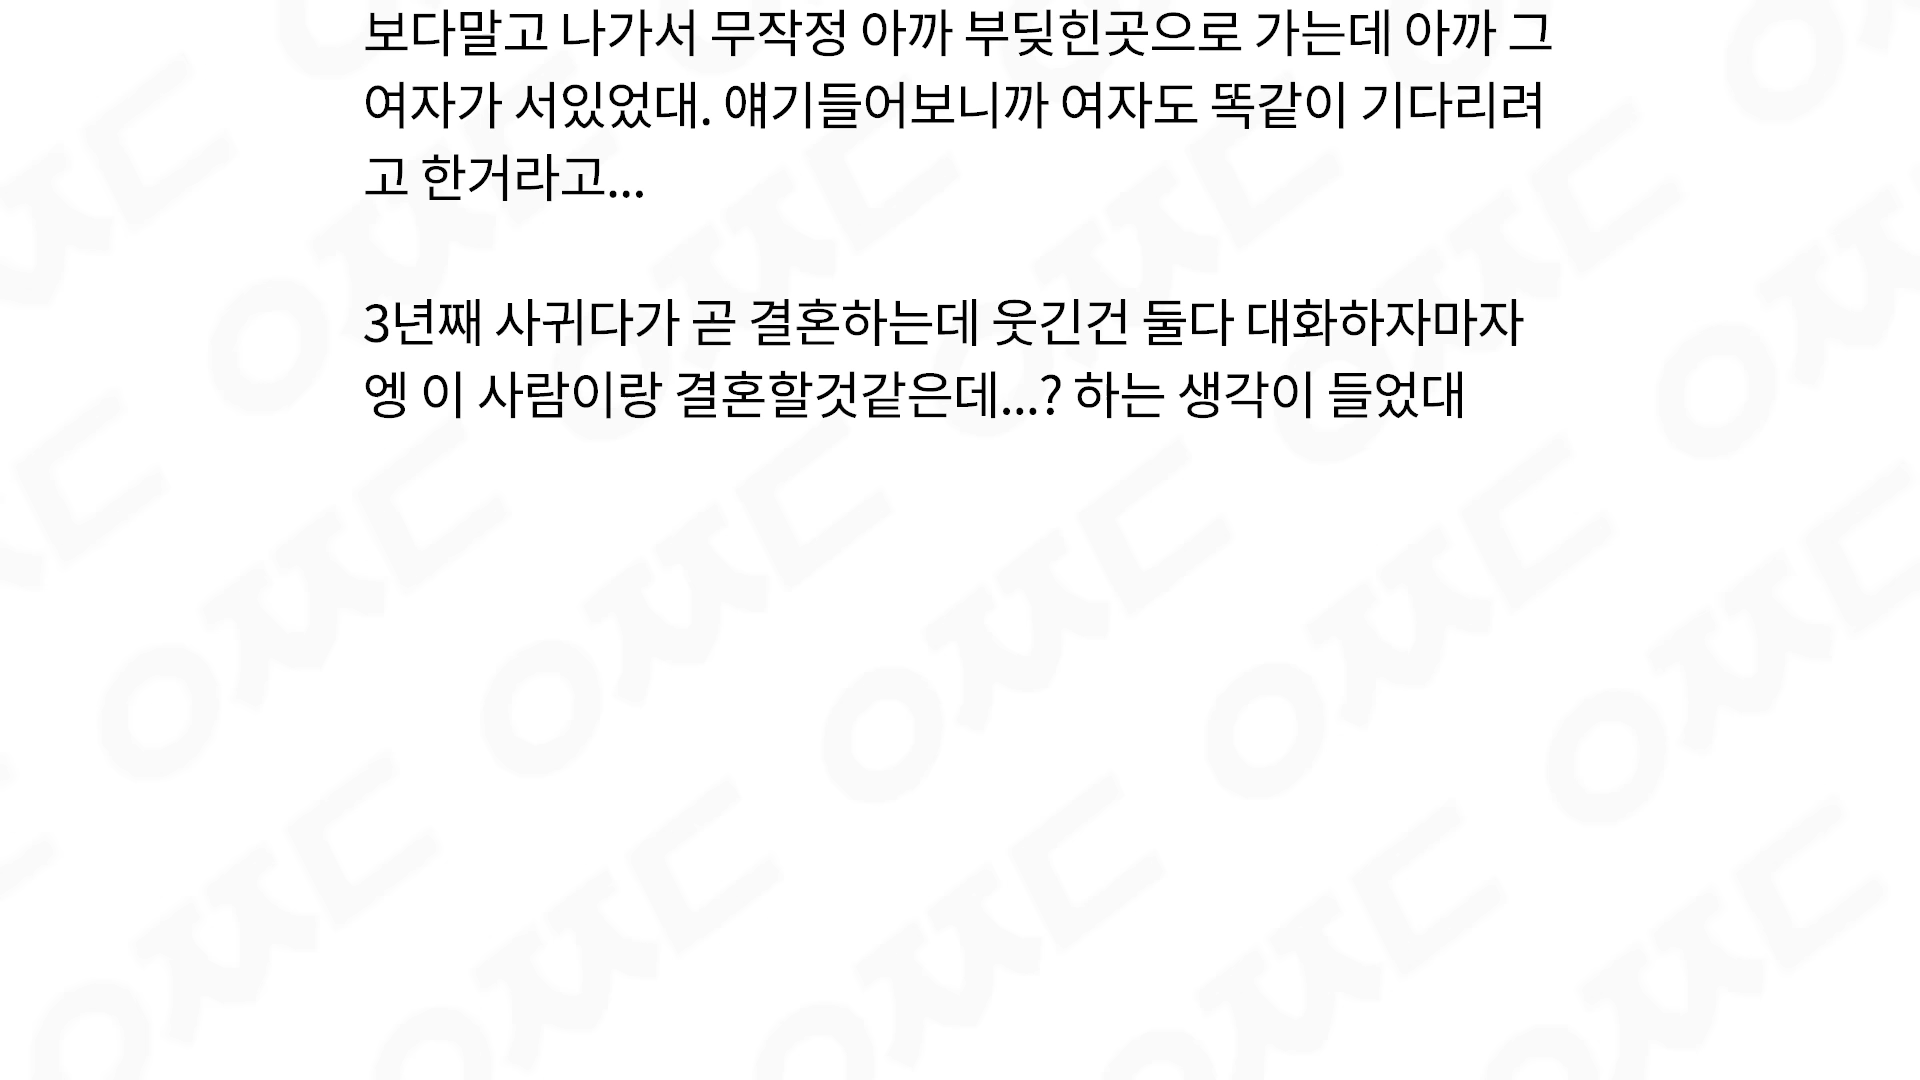 보다말고 나가서 무작정 아까 부딪힌곳으로 가는데 아까 그
여자가 서있었대. 얘기들어보니까 여자도 똑같이 기다리려
고 한거라고...
3년째 사귀다가 곧 결혼하는데 웃긴건 둘다 대화하자마자
엥 이 사람이랑 결혼할것같은데...? 하는 생각이 들었대